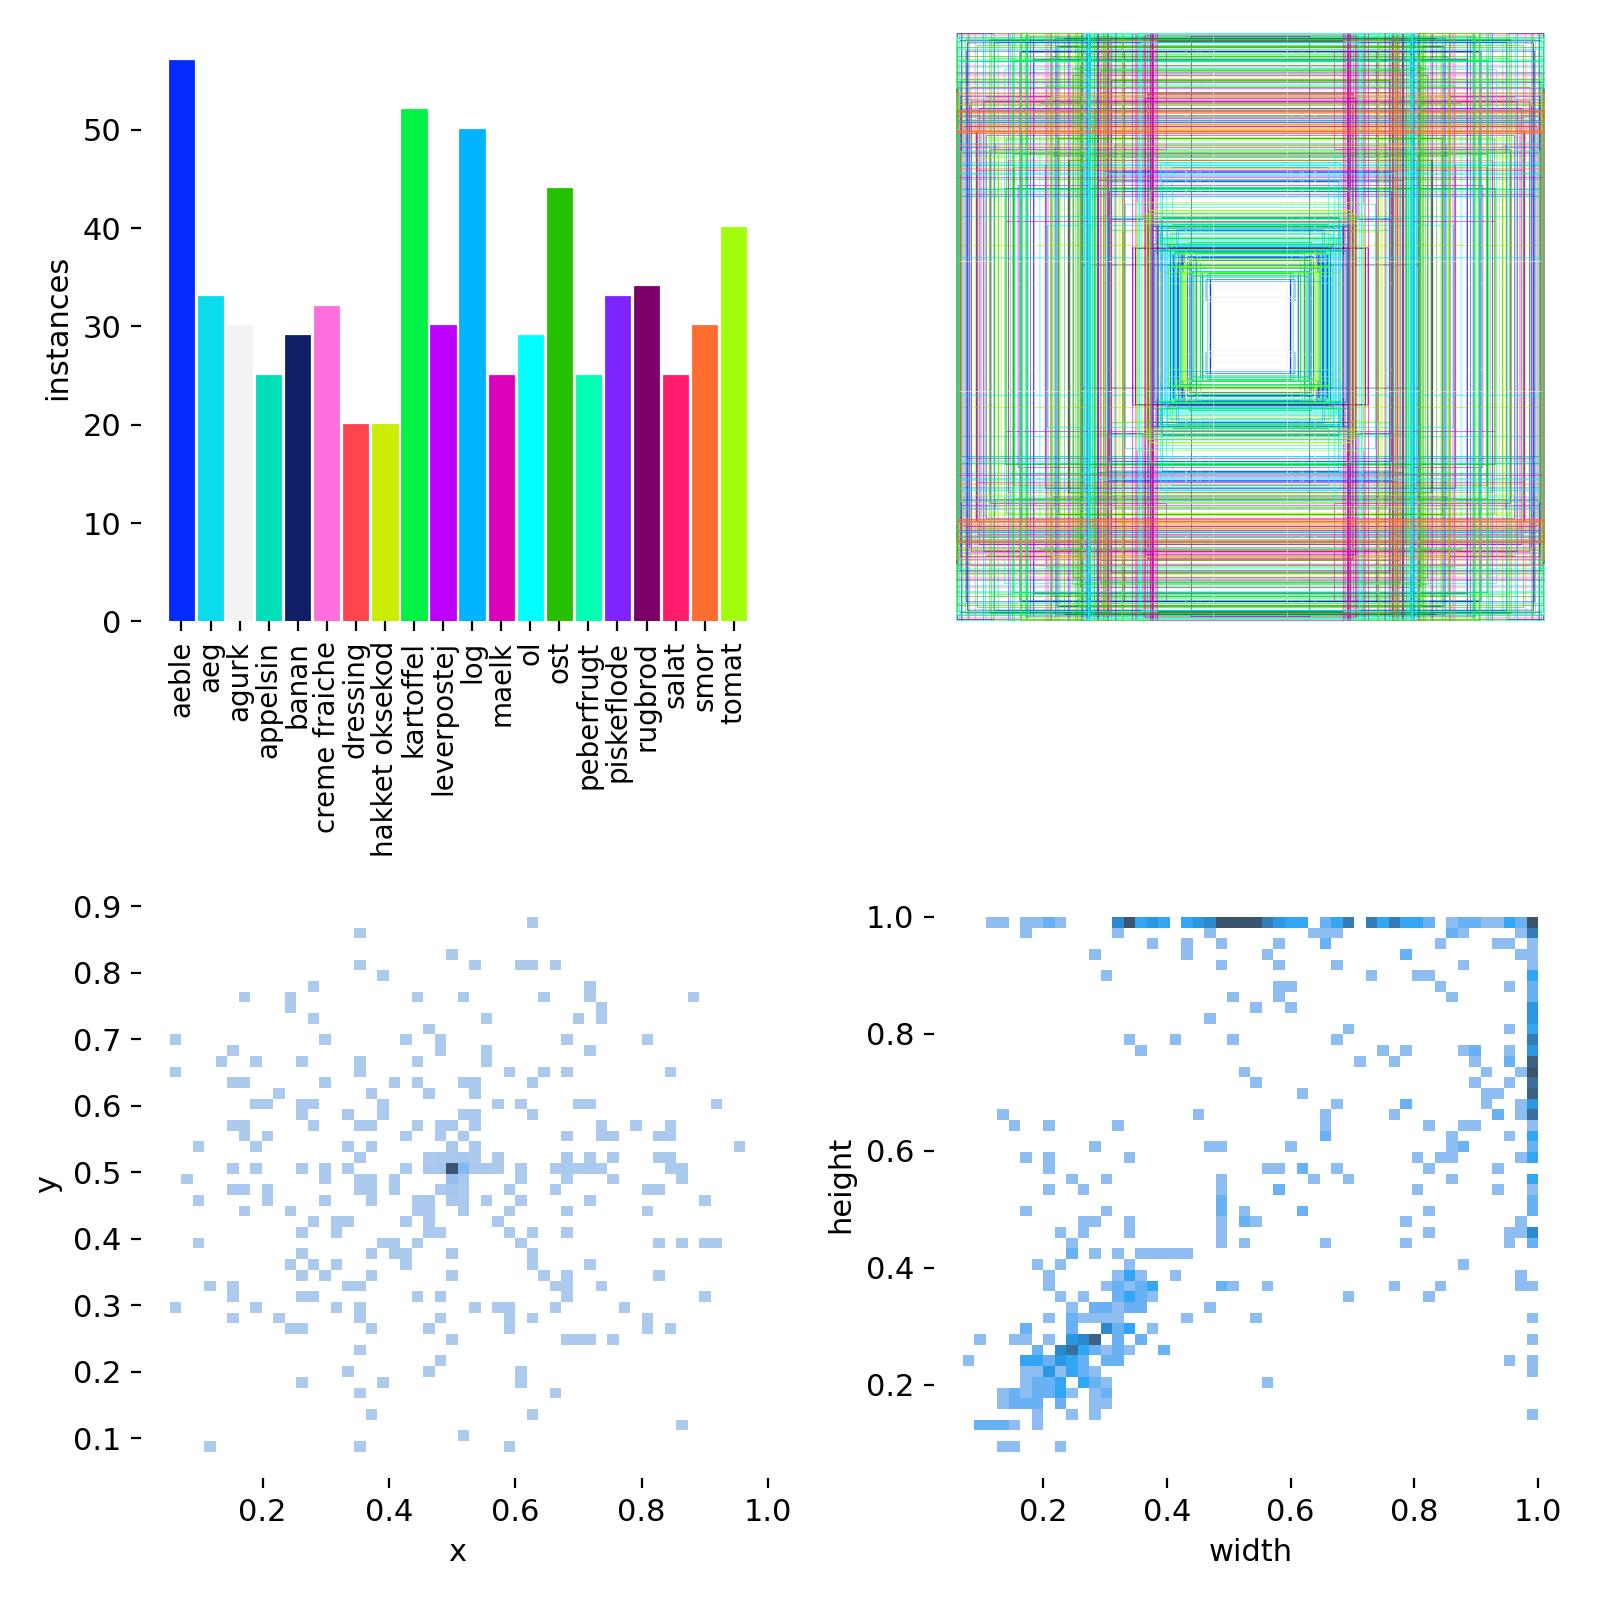 instances
50
40
30
20
10
0
aeble
aeg
agurk
appelsin
banan
creme fraiche
dressing
hakket oksekod
kartoffel
leverpostej
log
maelk
ol
ost
peberfrugt
piskeflode
rugbrod
salat
smor
tomat
y
0.9
0.8
0.7
0.6
0.5
0.4
0.3
0.2
0.1
0.2 0.4 0.6 0.8 1.0
x
height
1.0
0.8
0.6
0.4
0.2
0.2 0.4 0.6 0.8 1.0
width